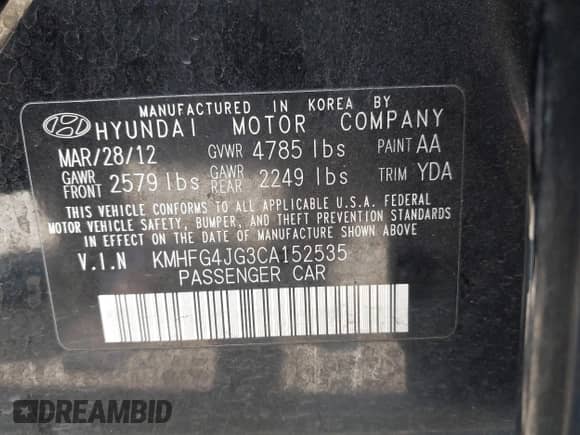 MANUFACTURED IN KOREA BY
HYUNDAI MOTOR COMPANY
MAR/28/12 GVWR 4785 lbs PAINT AA
GAWR FRONT 2579 lbs GAWR REAR 2249 lbs TRIM YDA
THIS VEHICLE CONFORMS TO ALL APPLICABLE U.S.A. FEDERAL
MOTOR VEHICLE SAFETY, BUMPER, AND THEFT PREVENTION STANDARDS
IN EFFECT ON THE DATE OF MANUFACTURE SHOWN ABOVE.
V.I.N KMHFG4JG3CA152535
PASSENGER CAR
DREAMBID